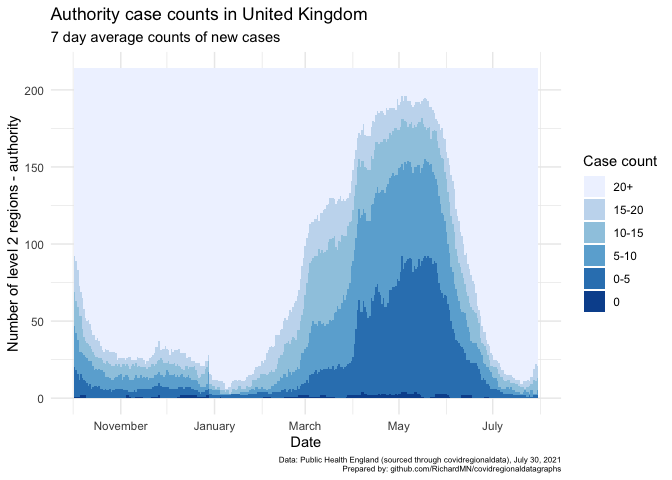 Authority case counts in United Kingdom
7 day average counts of new cases
Number of level 2 regions - authority
200
150
100
50
0
November
January
March
May
July
Date
Case count
20+
15-20
10-15
5-10
0-5
0
Data: Public Health England (sourced through covidregionaldata), July 30, 2021
Prepared by: github.com/RichardMN/covidregionaldatagraphs